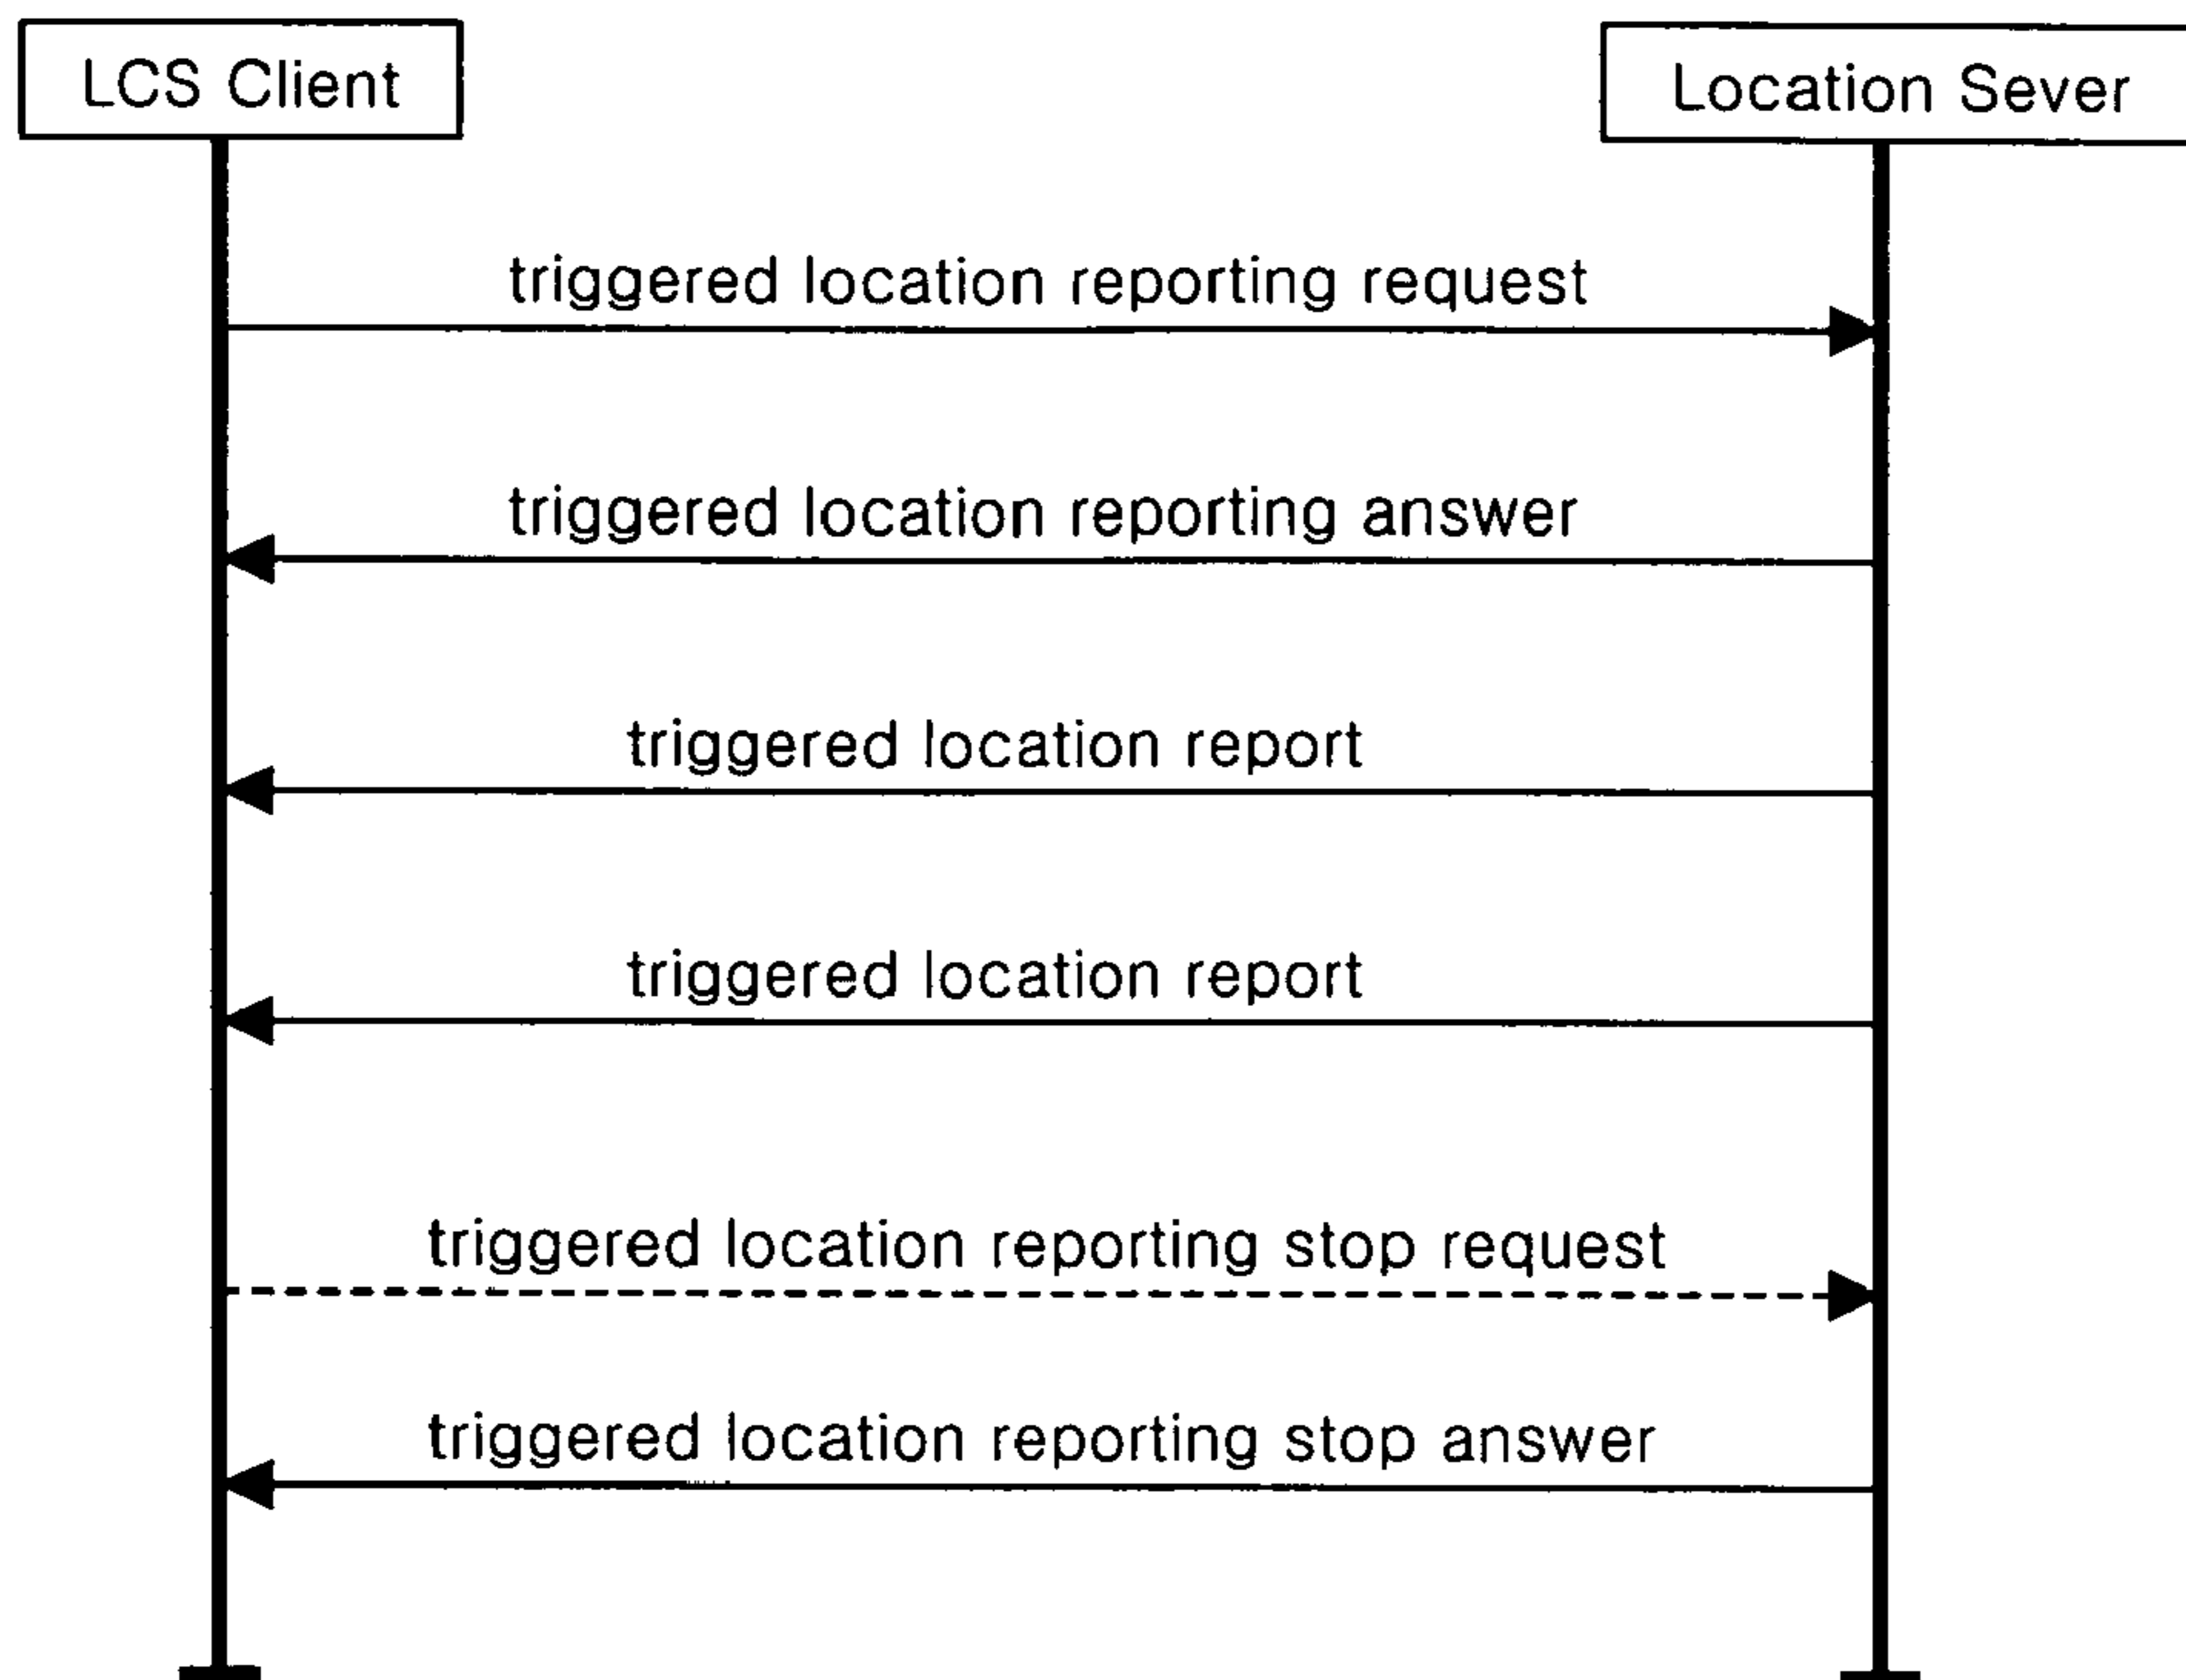 LCS Client
Location Sever
triggered location reporting request
triggered location reporting answer
triggered location report
triggered location report
triggered location reporting stop request
triggered location reporting stop answer